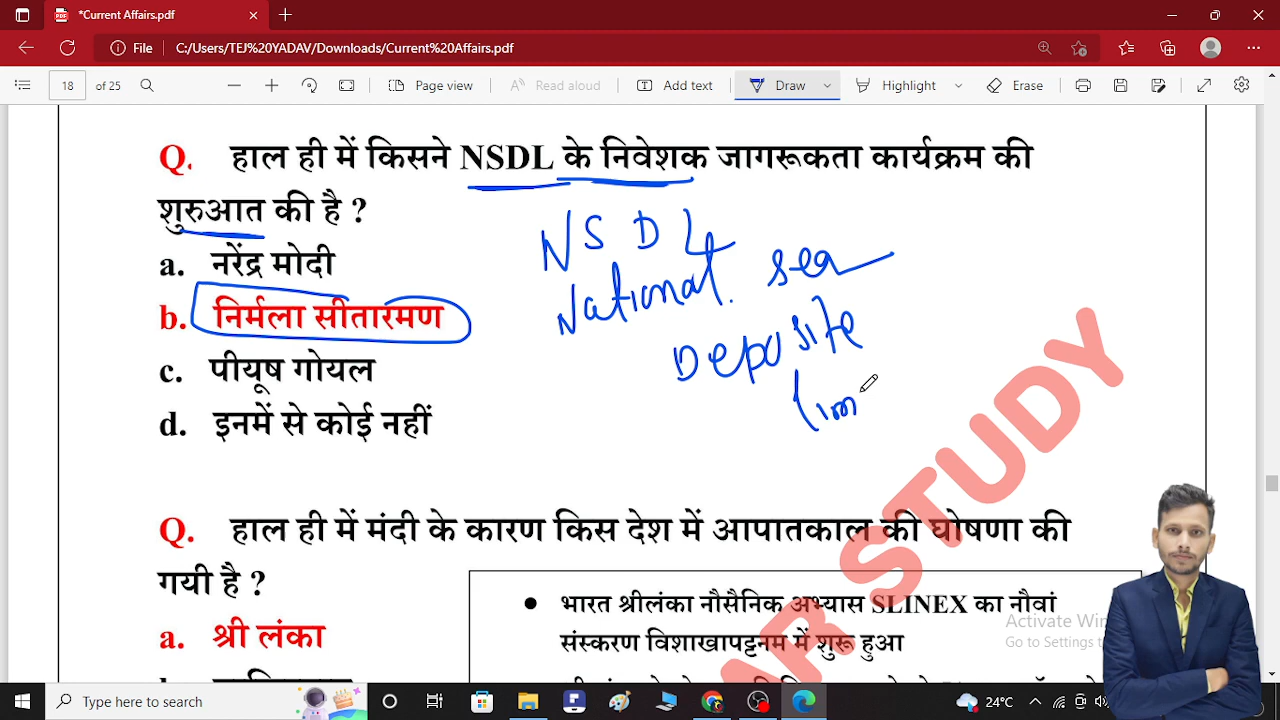 *Current Affairs.pdf
File C:/Users/TEJ%20YADAV/Downloads/Current%20Affairs.pdf
18 of 25 Page view Read aloud Add text Draw Highlight Erase
Q. हाल ही में किसने NSDL के निवेशक जागरूकता कार्यक्रम की
शुरुआत की है ?
a. नरेंद्र मोदी
b. निर्मला सीतारमण
c. पीयूष गोयल
d. इनमें से कोई नहीं
N S D L
National.
Deposite
Lim
Q. हाल ही में मंदी के कारण किस देश में आपातकाल की घोषणा की
गयी है ?
a. श्री लंका
• भारत श्रीलंका नौसैनिक अभ्यास SLINEX का नौवां
संस्करण विशाखापट्टनम में शुरू हुआ
AR STUDY
Activate Win
Go to Settings t
Type here to search
24°C